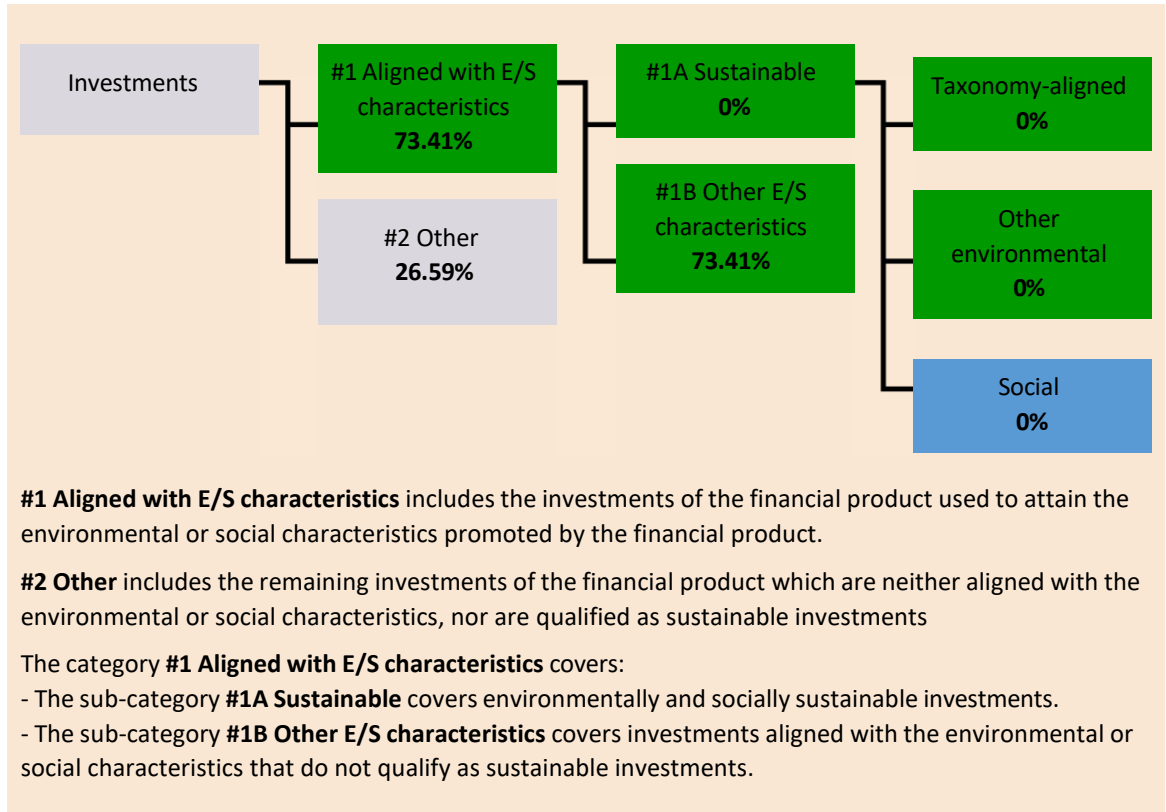 Investments
#1 Aligned with E/S
characteristics
73.41%
#2 Other
26.59%
#1A Sustainable
0%
#1B Other E/S
characteristics
73.41%
Taxonomy-aligned
0%
Other
environmental
0%
Social
0%
#1 Aligned with E/S characteristics includes the investments of the financial product used to attain the
environmental or social characteristics promoted by the financial product.
#2 Other includes the remaining investments of the financial product which are neither aligned with the
environmental or social characteristics, nor are qualified as sustainable investments
The category #1 Aligned with E/S characteristics covers:
- The sub-category #1A Sustainable covers environmentally and socially sustainable investments.
- The sub-category #1B Other E/S characteristics covers investments aligned with the environmental or
social characteristics that do not qualify as sustainable investments.